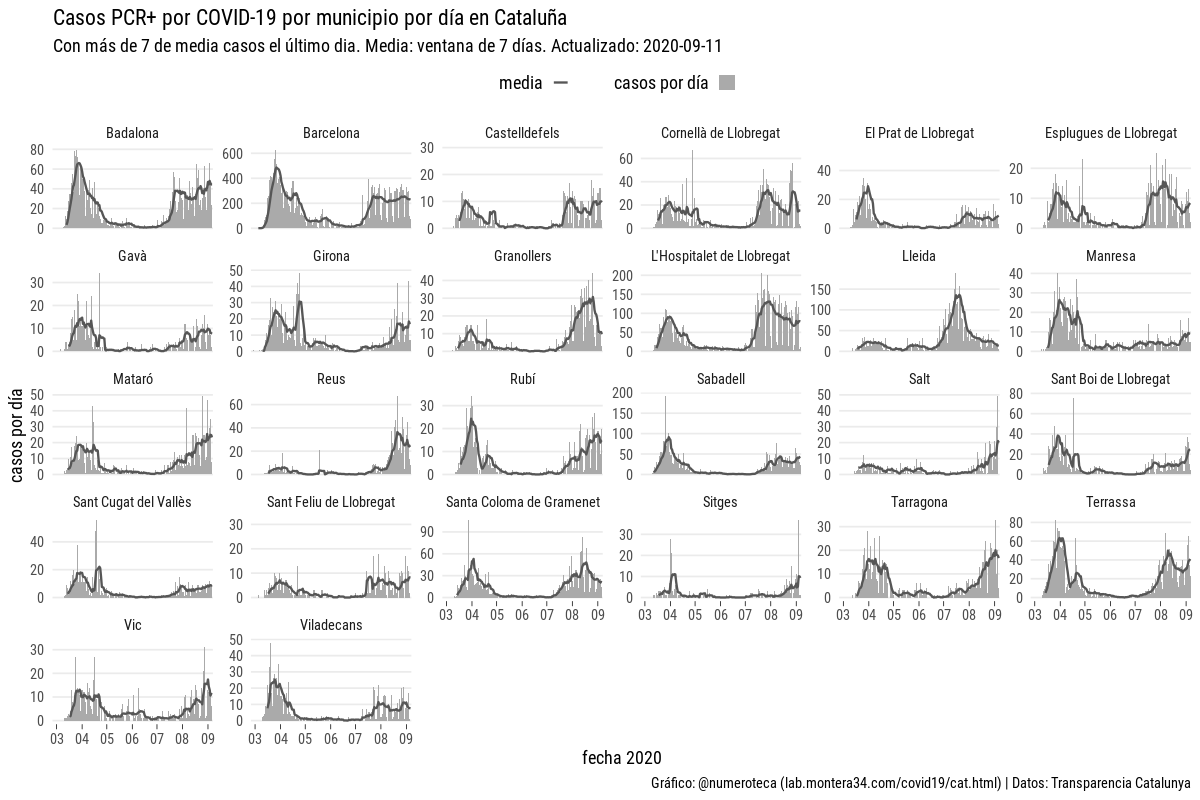 Casos PCR+ por COVID-19 por municipio por día en Cataluña
Con más de 7 de media casos el último dia. Media: ventana de 7 días. Actualizado: 2020-09-11
media casos por día
Badalona Barcelona Castelldefels Cornellà de Llobregat El Prat de Llobregat Esplugues de Llobregat
80 60 40 20 0
600 400 200 0
30 20 10 0
60 40 20 0
40 20 0
20 10 0
Gavà Girona Granollers L'Hospitalet de Llobregat Lleida Manresa
30 20 10 0
50 40 30 20 10 0
40 30 20 10 0
200 150 100 50 0
150 100 50 0
40 30 20 10 0
casos por día
Mataró Reus Rubí Sabadell Salt Sant Boi de Llobregat
50 40 30 20 10 0
60 40 20 0
30 20 10 0
200 150 100 50 0
50 40 30 20 10 0
80 60 40 20 0
Sant Cugat del Vallès Sant Feliu de Llobregat Santa Coloma de Gramenet Sitges Tarragona Terrassa
40 20 0
30 20 10 0
90 60 30 0
30 20 10 0
30 20 10 0
80 60 40 20 0
03 04 05 06 07 08 09
03 04 05 06 07 08 09
03 04 05 06 07 08 09
03 04 05 06 07 08 09
Vic Viladecans
30 20 10 0
50 40 30 20 10 0
03 04 05 06 07 08 09
03 04 05 06 07 08 09
fecha 2020
Gráfico: @numeroteca (lab.montera34.com/covid19/cat.html) | Datos: Transparencia Catalunya